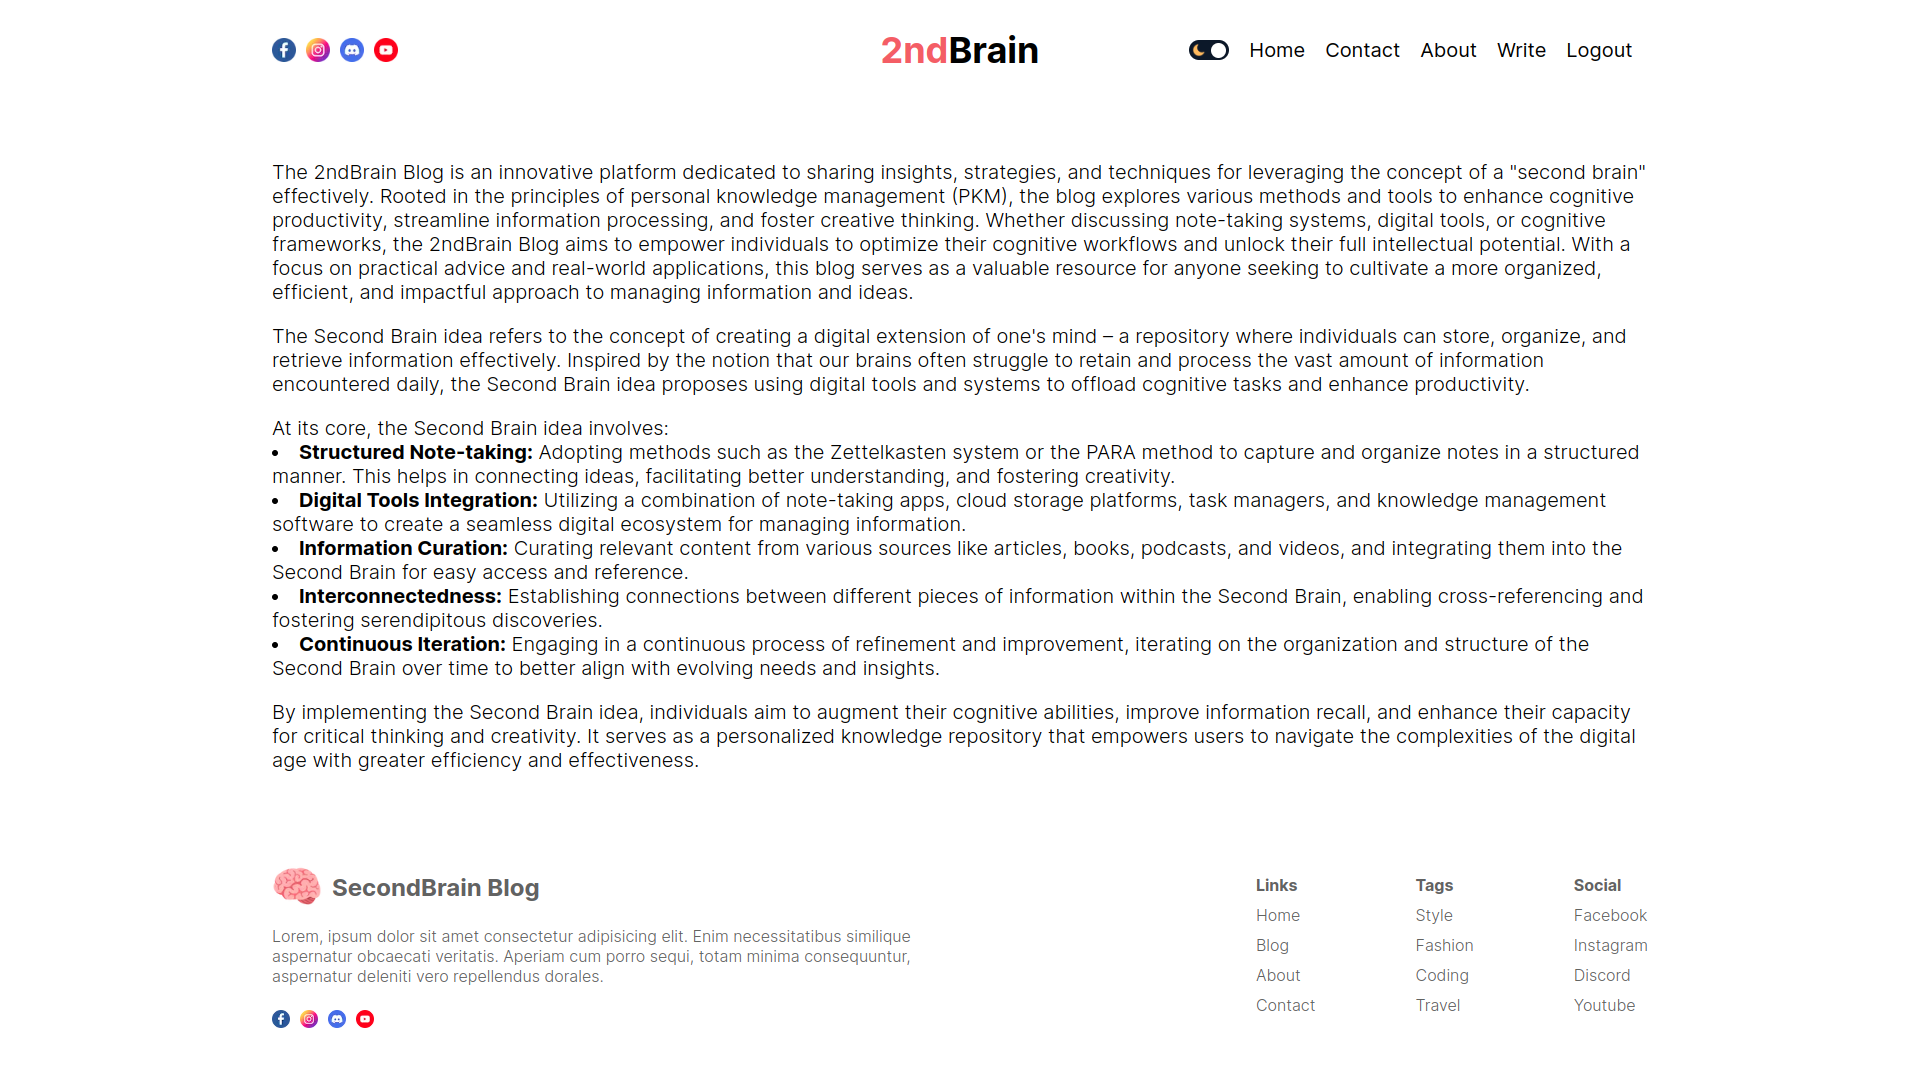 2ndBrain
Home Contact About Write Logout
The 2ndBrain Blog is an innovative platform dedicated to sharing insights, strategies, and techniques for leveraging the concept of a "second brain"
effectively. Rooted in the principles of personal knowledge management (PKM), the blog explores various methods and tools to enhance cognitive
productivity, streamline information processing, and foster creative thinking. Whether discussing note-taking systems, digital tools, or cognitive
frameworks, the 2ndBrain Blog aims to empower individuals to optimize their cognitive workflows and unlock their full intellectual potential. With a
focus on practical advice and real-world applications, this blog serves as a valuable resource for anyone seeking to cultivate a more organized,
efficient, and impactful approach to managing information and ideas.
The Second Brain idea refers to the concept of creating a digital extension of one's mind – a repository where individuals can store, organize, and
retrieve information effectively. Inspired by the notion that our brains often struggle to retain and process the vast amount of information
encountered daily, the Second Brain idea proposes using digital tools and systems to offload cognitive tasks and enhance productivity.
At its core, the Second Brain idea involves:
• Structured Note-taking: Adopting methods such as the Zettelkasten system or the PARA method to capture and organize notes in a structured
manner. This helps in connecting ideas, facilitating better understanding, and fostering creativity.
• Digital Tools Integration: Utilizing a combination of note-taking apps, cloud storage platforms, task managers, and knowledge management
software to create a seamless digital ecosystem for managing information.
• Information Curation: Curating relevant content from various sources like articles, books, podcasts, and videos, and integrating them into the
Second Brain for easy access and reference.
• Interconnectedness: Establishing connections between different pieces of information within the Second Brain, enabling cross-referencing and
fostering serendipitous discoveries.
• Continuous Iteration: Engaging in a continuous process of refinement and improvement, iterating on the organization and structure of the
Second Brain over time to better align with evolving needs and insights.
By implementing the Second Brain idea, individuals aim to augment their cognitive abilities, improve information recall, and enhance their capacity
for critical thinking and creativity. It serves as a personalized knowledge repository that empowers users to navigate the complexities of the digital
age with greater efficiency and effectiveness.
SecondBrain Blog
Lorem, ipsum dolor sit amet consectetur adipisicing elit. Enim necessitatibus similique
aspernatur obcaecati veritatis. Aperiam cum porro sequi, totam minima consequuntur,
aspernatur deleniti vero repellendus dorales.
Links
Home
Blog
About
Contact
Tags
Style
Fashion
Coding
Travel
Social
Facebook
Instagram
Discord
Youtube